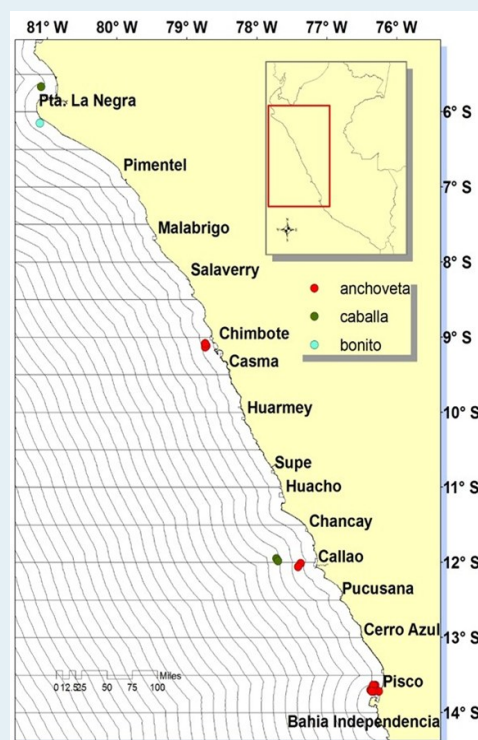 81° W 80° W 79° W 78° W 77° W 76° W
Pta. La Negra
6° S
Pimentel
7° S
Malabrigo
Salaverry
8° S
anchoveta
caballa
bonito
Chimbote
9° S
Casma
Huarmey
10° S
Supe
Huacho
11° S
Chancay
Callao
12° S
Pucusana
Cerro Azul
13° S
Miles
0 12.5 25 50 75 100
Pisco
14° S
Bahia Independencia